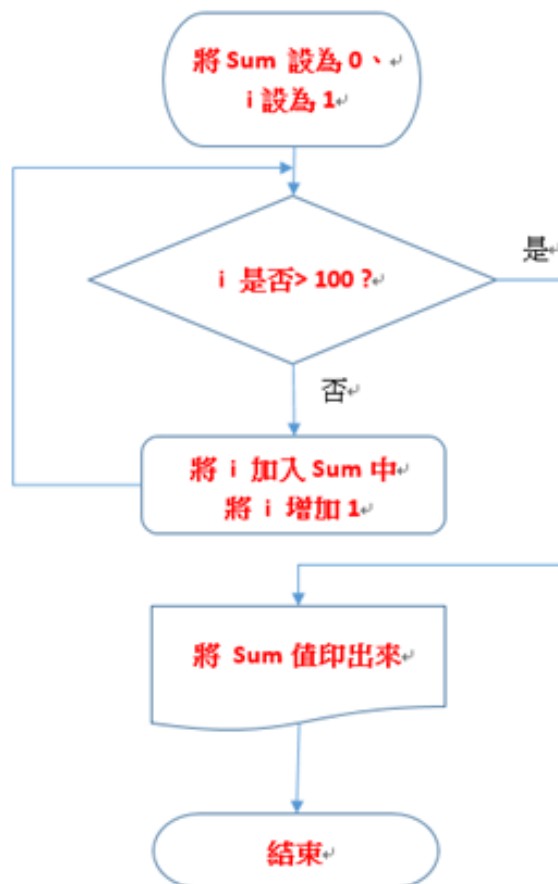 將 Sum 設為 0、
i 設為 1
i 是否> 100 ?
是
否
將 i 加入 Sum 中
將 i 增加 1
將 Sum 值印出來
結束